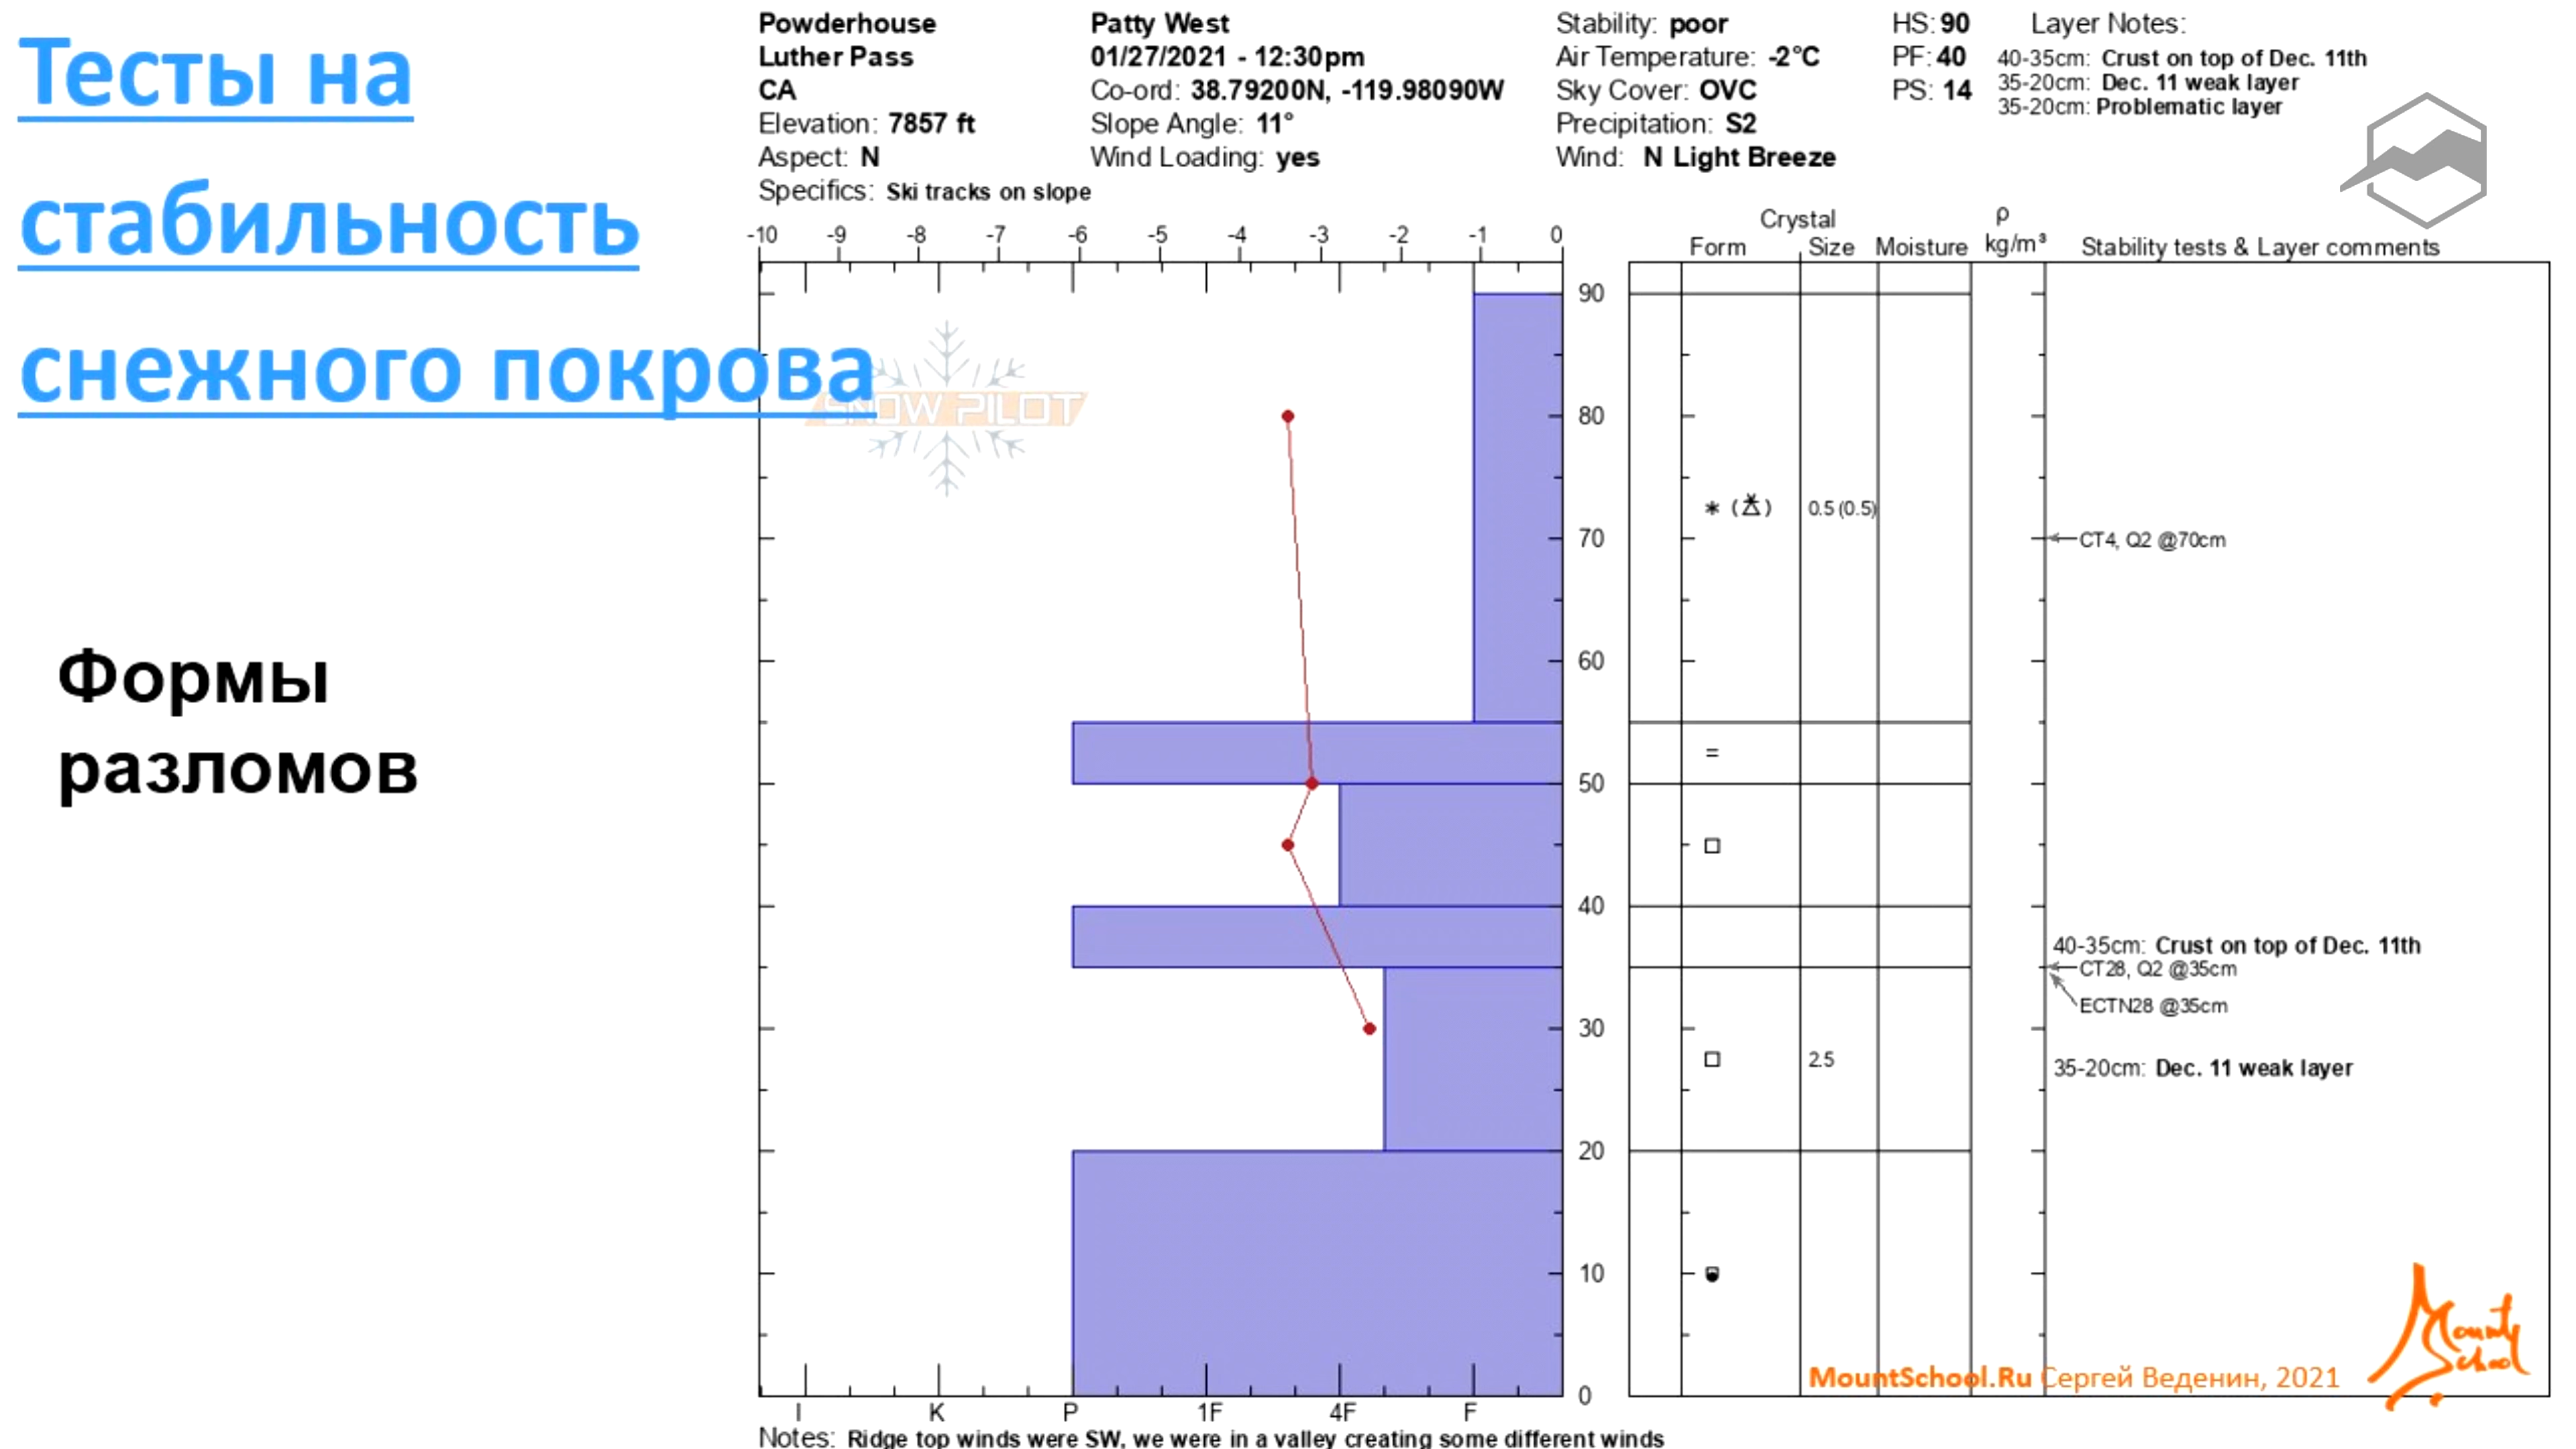 Тесты на
стабильность
снежного покрова
Формы
разломов
Powderhouse
Luther Pass
CA
Elevation: 7857 ft
Aspect: N
Specifics: Ski tracks on slope
Patty West
01/27/2021 - 12:30pm
Co-ord: 38.79200N, -119.98090W
Slope Angle: 11°
Wind Loading: yes
Stability: poor
Air Temperature: -2°C
Sky Cover: OVC
Precipitation: S2
Wind: N Light Breeze
HS: 90
PF: 40
PS: 14
Layer Notes:
40-35cm: Crust on top of Dec. 11th
35-20cm: Dec. 11 weak layer
35-20cm: Problematic layer
-10 -9 -8 -7 -6 -5 -4 -3 -2 -1 0
Crystal
Form Size Moisture
ρ
kg/m³
Stability tests & Layer comments
SNOW PILOT
90
80
70
60
50
40
30
20
10
0
* ( ) 0.5 (0.5)
=
2.5
CT4, Q2 @70cm
40-35cm: Crust on top of Dec. 11th
CT28, Q2 @35cm
ECTN28 @35cm
35-20cm: Dec. 11 weak layer
I K P 1F 4F F
Notes: Ridge top winds were SW, we were in a valley creating some different winds
MountSchool.Ru Сергей Веденин, 2021
Mount
School